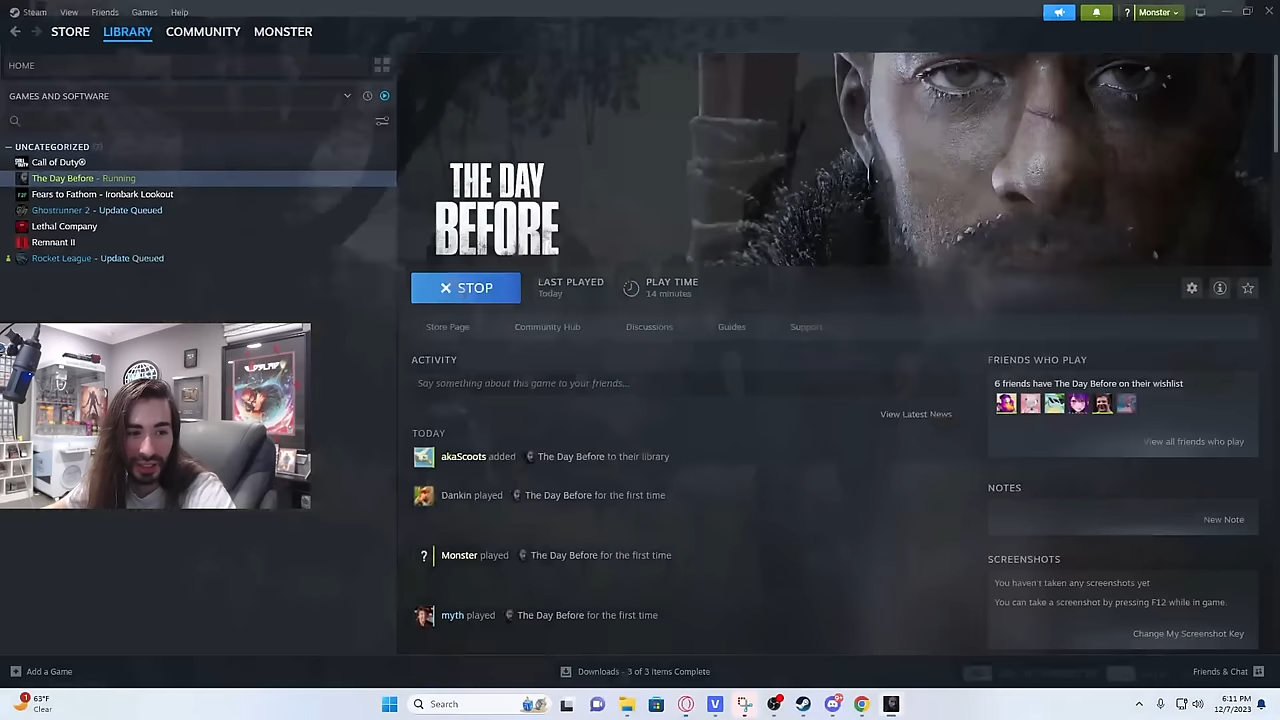 Steam View Friends Games Help
Monster
STORE LIBRARY COMMUNITY MONSTER
HOME
GAMES AND SOFTWARE
UNCATEGORIZED
Call of Duty®
The Day Before - Running
Fears to Fathom - Ironbark Lookout
Ghostrunner 2 - Update Queued
Lethal Company
Remnant II
Rocket League - Update Queued
THE DAY
BEFORE
STOP
LAST PLAYED
Today
PLAY TIME
14 minutes
Store Page Community Hub Discussions Guides Support
ACTIVITY
Say something about this game to your friends...
View Latest News
TODAY
akaScoots added The Day Before to their library
Dankin played The Day Before for the first time
? Monster played The Day Before for the first time
myth played The Day Before for the first time
FRIENDS WHO PLAY
6 friends have The Day Before on their wishlist
View all friends who play
NOTES
New Note
SCREENSHOTS
You haven't taken any screenshots yet
You can take a screenshot by pressing F12 while in game.
Change My Screenshot Key
Add a Game
Downloads - 3 of 3 Items Complete
Friends & Chat
63°F
Clear
Search
6:11 PM
12/7/2023